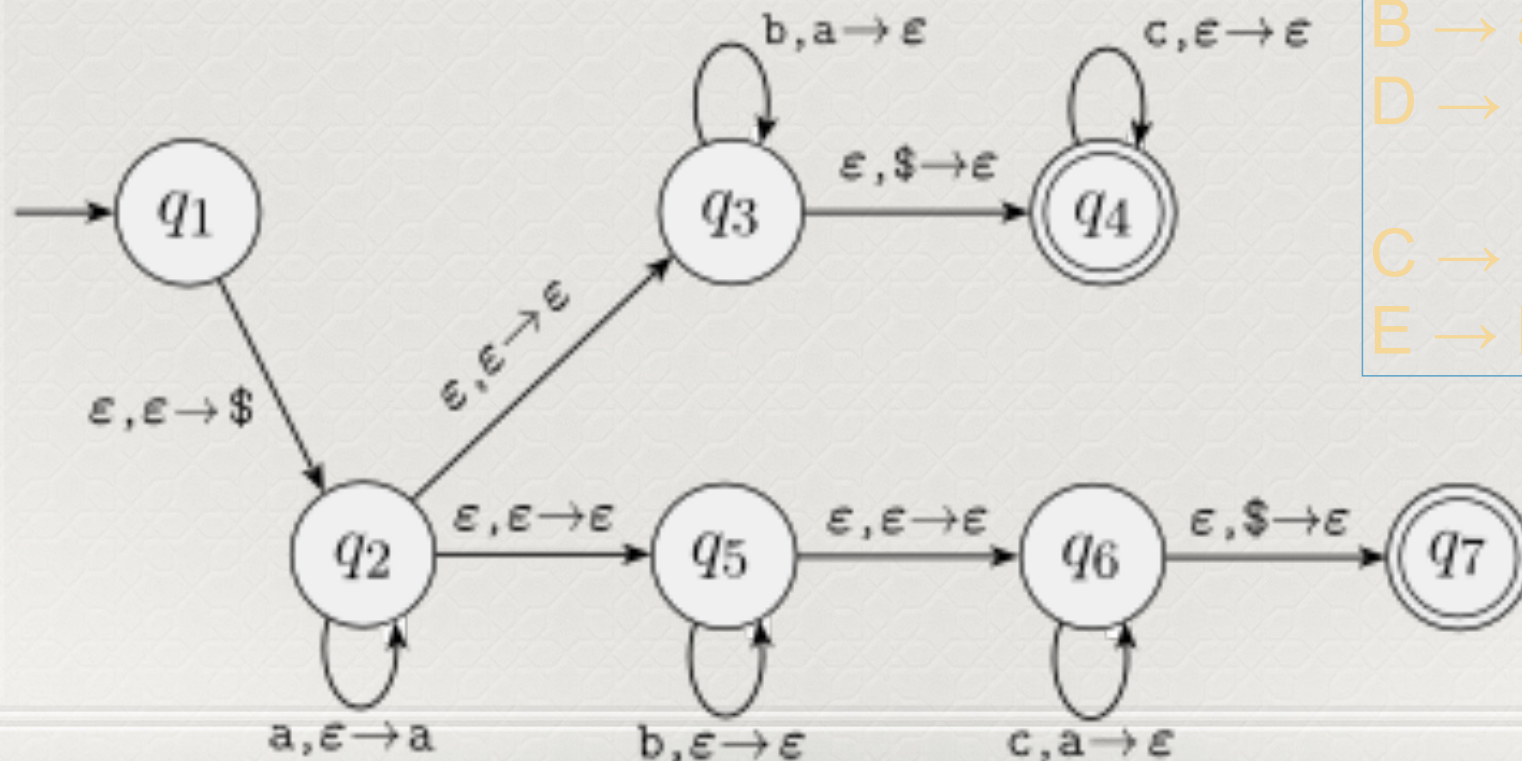 b,a→ε
c,ε→ε
B →
D →
q1
q3
ε,$→ε
q4
C →
E →
ε,ε→ε
ε,ε→$
q2
ε,ε→ε
q5
ε,ε→ε
q6
ε,$→ε
q7
a,ε→a
b,ε→ε
c,a→ε